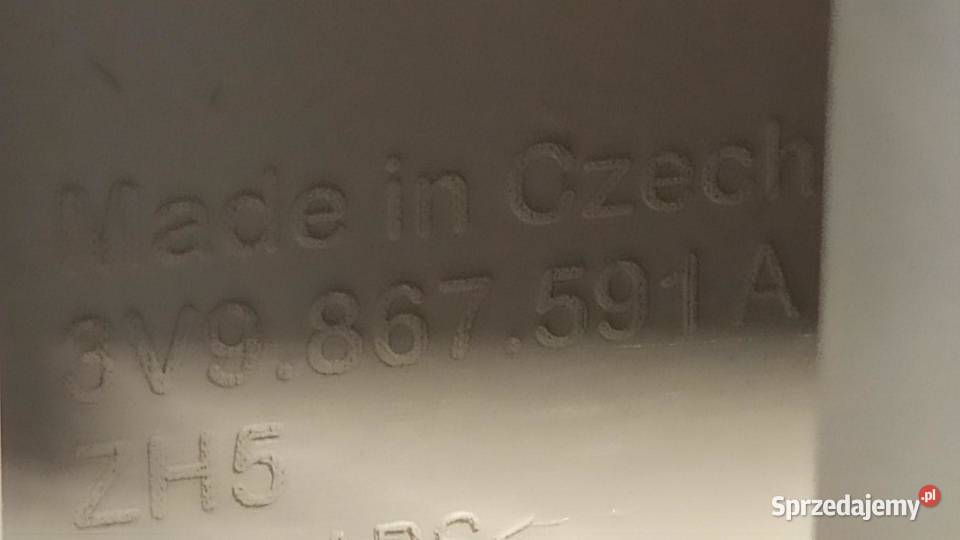 Made in Czech
3V9.867.591 A
ZH5
Sprzedajemy.pl